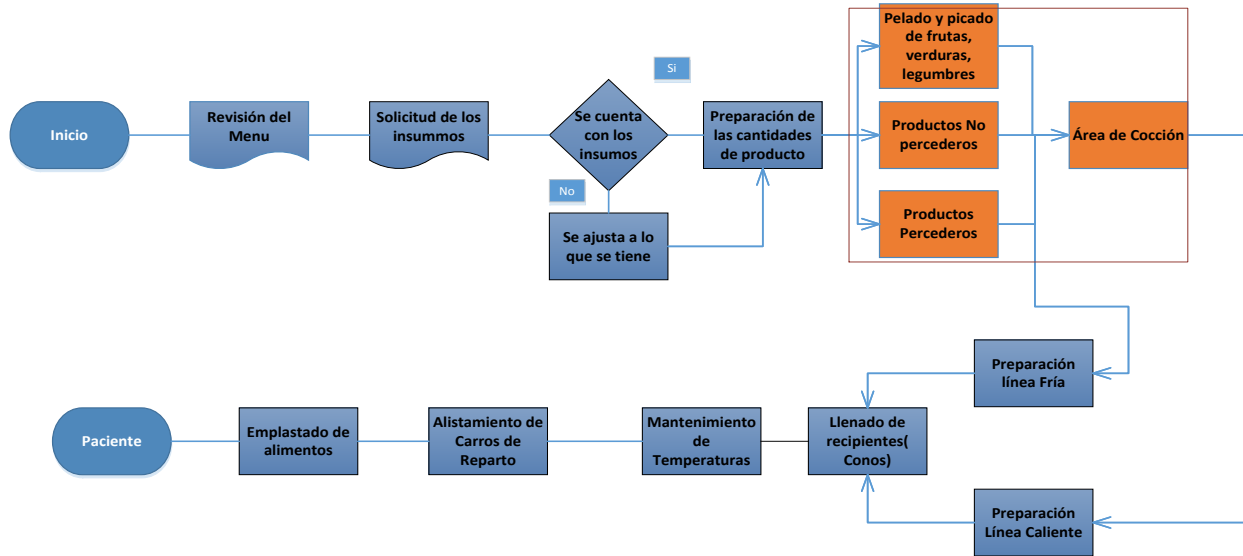 Inicio
Revisión del
Menu
Solicitud de los
insummos
Se cuenta
con los
insumos
Si
No
Se ajusta a lo
que se tiene
Preparación de
las cantidades
de producto
Pelado y picado
de frutas,
verduras,
legumbres
Productos No
percederos
Productos
Percederos
Área de Cocción
Preparación
línea Fría
Preparación
Línea Caliente
Llenado de
recipientes(
Conos)
Mantenimiento
de
Temperaturas
Alistamiento de
Carros de
Reparto
Emplastado de
alimentos
Paciente